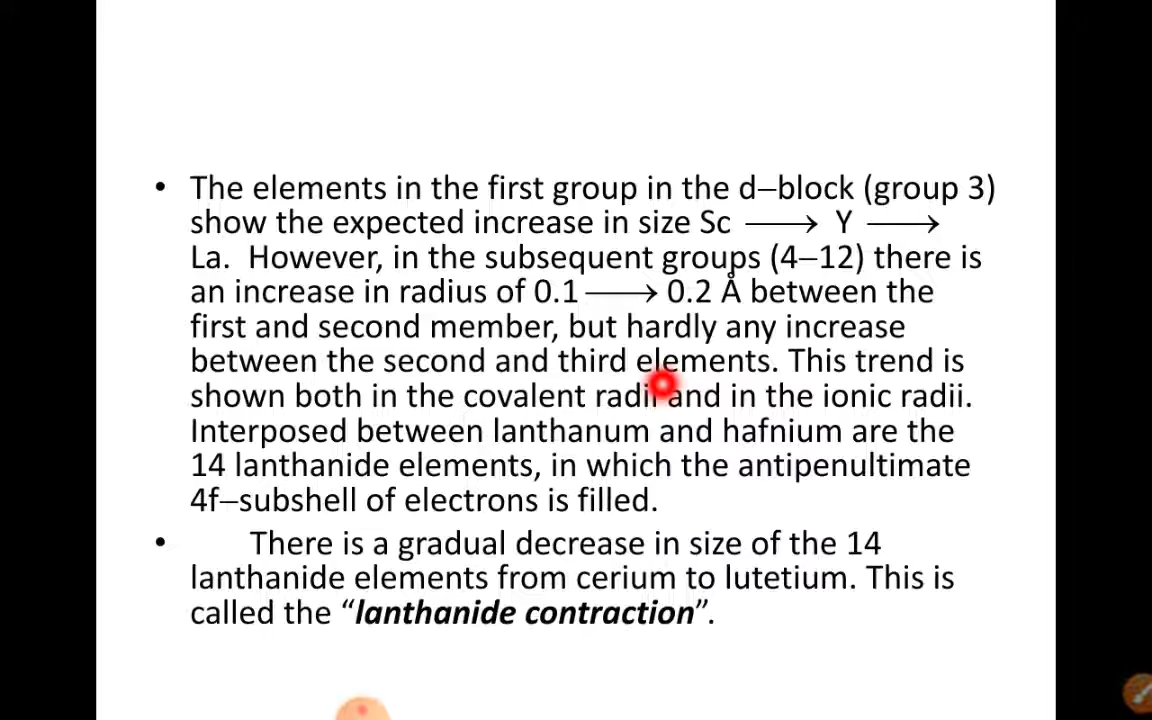 • The elements in the first group in the d–block (group 3)
show the expected increase in size Sc ⟶ Y ⟶
La. However, in the subsequent groups (4–12) there is
an increase in radius of 0.1 ⟶ 0.2 Å between the
first and second member, but hardly any increase
between the second and third elements. This trend is
shown both in the covalent radii and in the ionic radii.
Interposed between lanthanum and hafnium are the
14 lanthanide elements, in which the antipenultimate
4f–subshell of electrons is filled.
• There is a gradual decrease in size of the 14
lanthanide elements from cerium to lutetium. This is
called the “lanthanide contraction”.